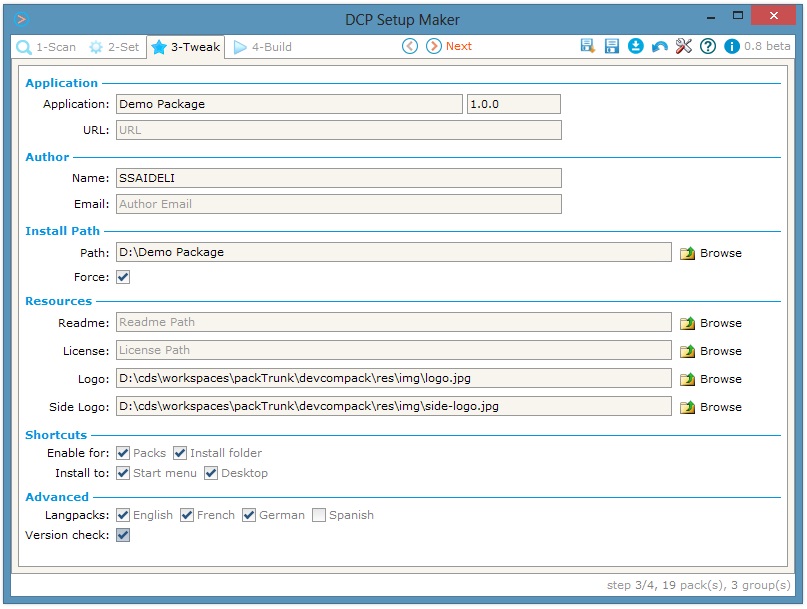 DCP Setup Maker
1-Scan 2-Set 3-Tweak 4-Build Next 0.8 beta
Application
Application: Demo Package 1.0.0
URL: URL
Author
Name: SSAIDELI
Email: Author Email
Install Path
Path: D:\Demo Package Browse
Force:
Resources
Readme: Readme Path Browse
License: License Path Browse
Logo: D:\cds\workspaces\packTrunk\devcompack\res\img\logo.jpg Browse
Side Logo: D:\cds\workspaces\packTrunk\devcompack\res\img\side-logo.jpg Browse
Shortcuts
Enable for: Packs Install folder
Install to: Start menu Desktop
Advanced
Langpacks: English French German Spanish
Version check:
step 3/4, 19 pack(s), 3 group(s)